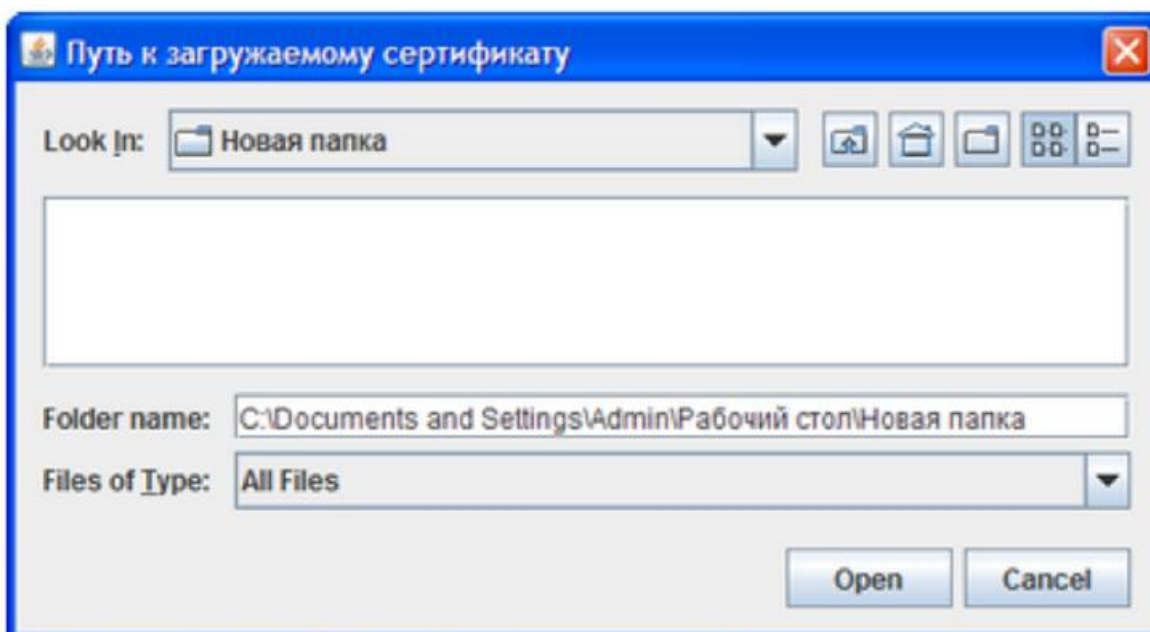 Путь к загружаемому сертификату
Look In: Новая папка
Folder name: C:\Documents and Settings\Admin\Рабочий стол\Новая папка
Files of Type: All Files
Open Cancel